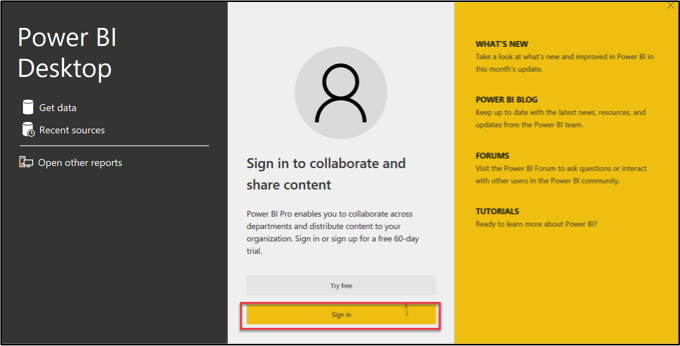 Power BI
Desktop
Get data
Recent sources
Open other reports
Sign in to collaborate and
share content
Power BI Pro enables you to collaborate across
departments and distribute content to your
organization. Sign in or sign up for a free 60-day
trial.
Try free
Sign in
WHAT'S NEW
Take a look at what's new and improved in Power BI in
this month's update.
POWER BI BLOG
Keep up to date with the latest news, resources, and
updates from the Power BI team.
FORUMS
Visit the Power BI Forum to ask questions or interact
with other users in the Power BI community.
TUTORIALS
Ready to learn more about Power BI?